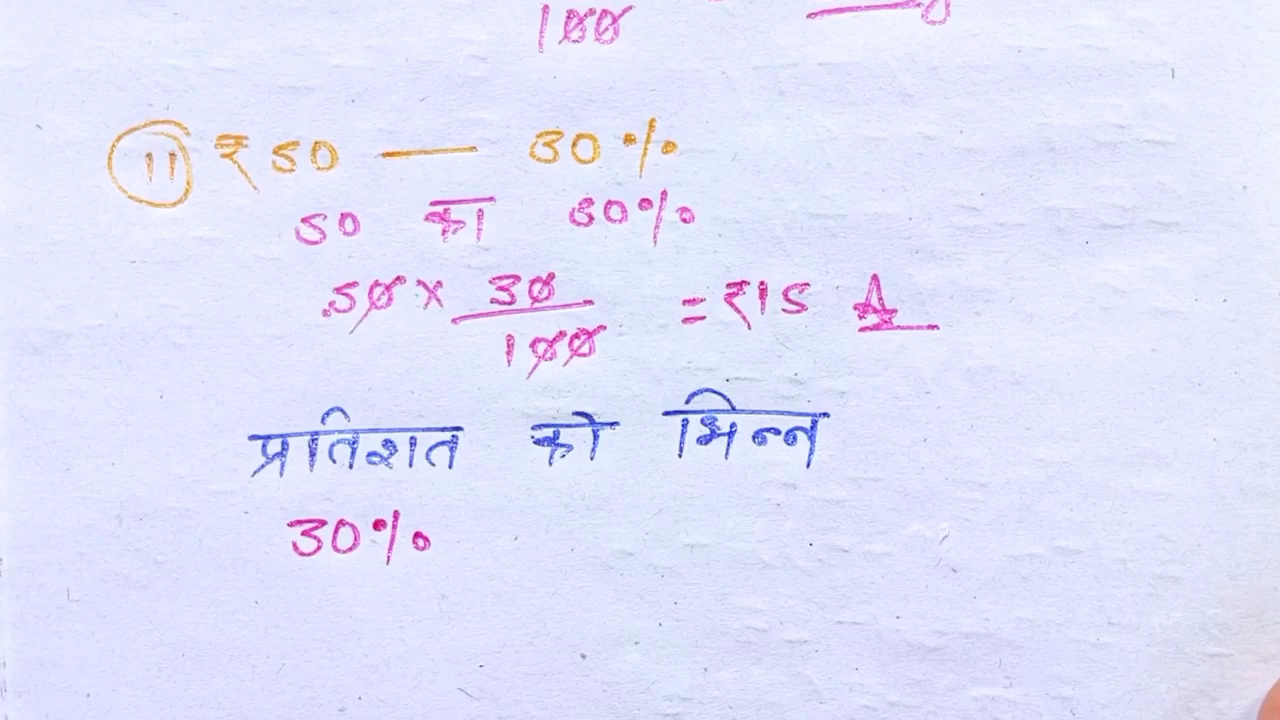 100
11 ₹50 — 30%
50 का 30%
50 × 30/100 = ₹15 A
प्रतिशत को भिन्न
30%